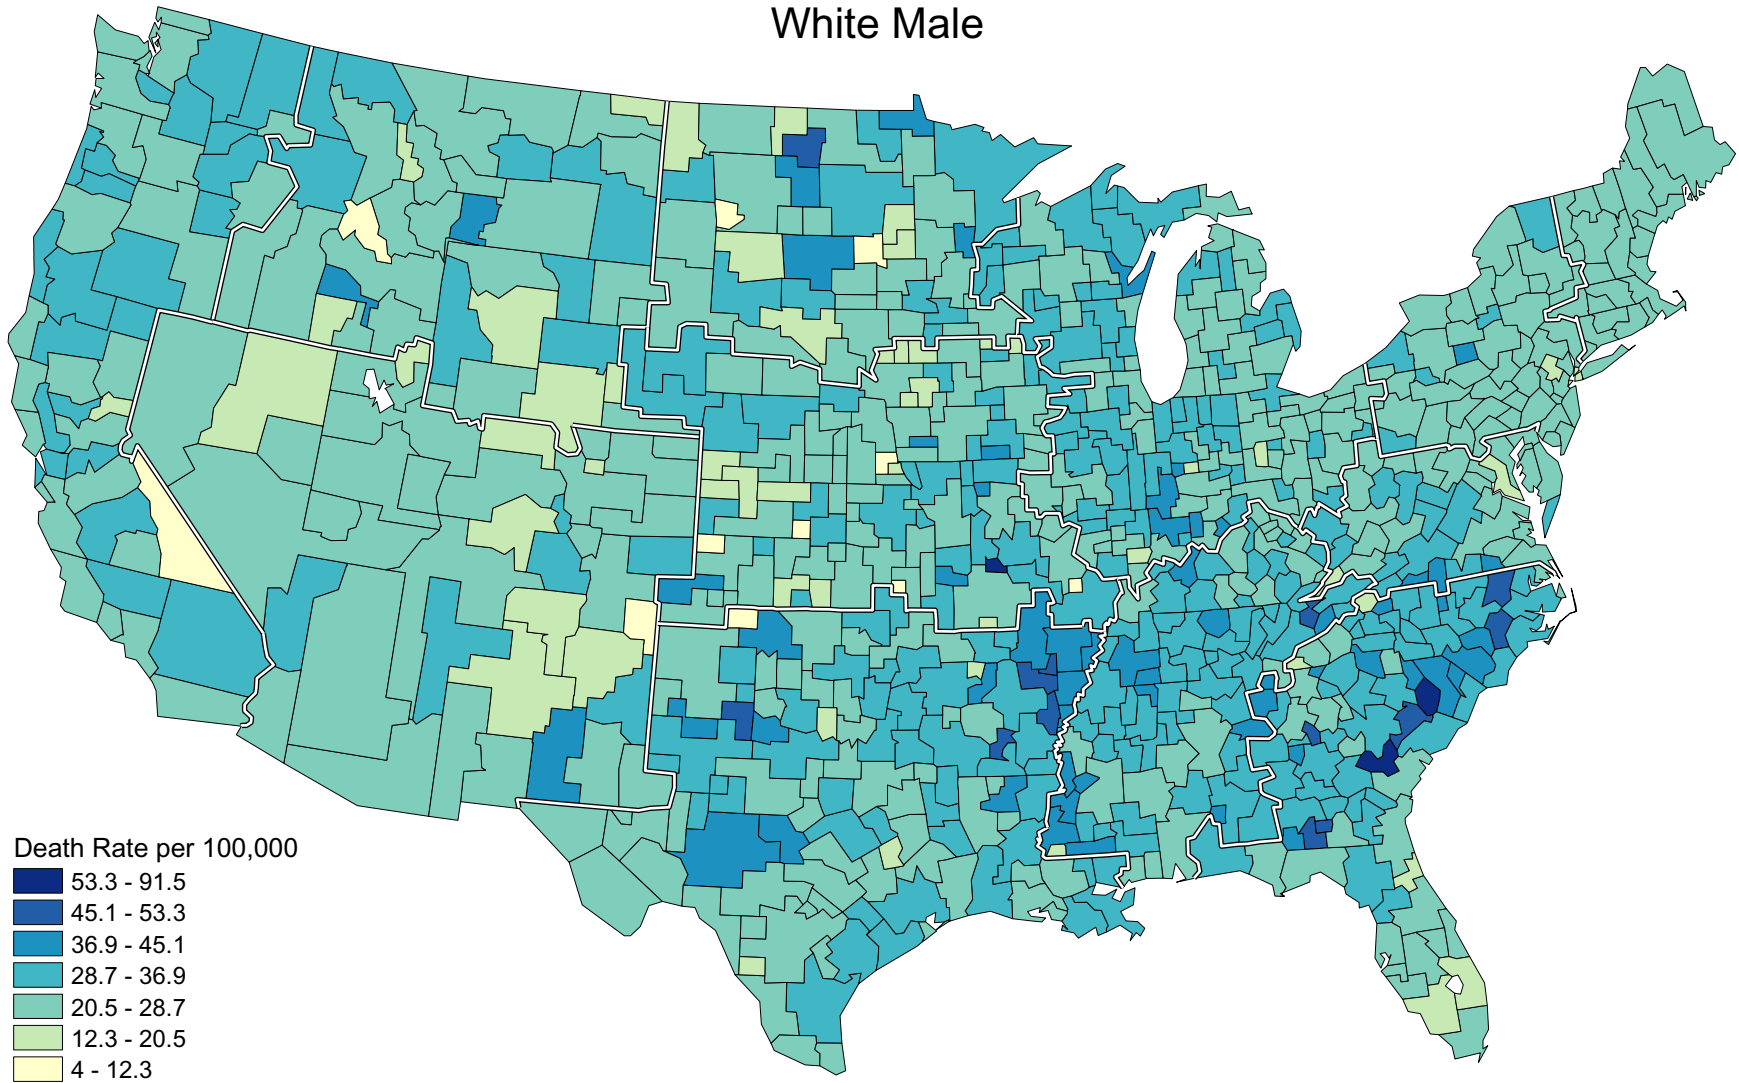 White Male
Death Rate per 100,000
53.3 - 91.5
45.1 - 53.3
36.9 - 45.1
28.7 - 36.9
20.5 - 28.7
12.3 - 20.5
4 - 12.3